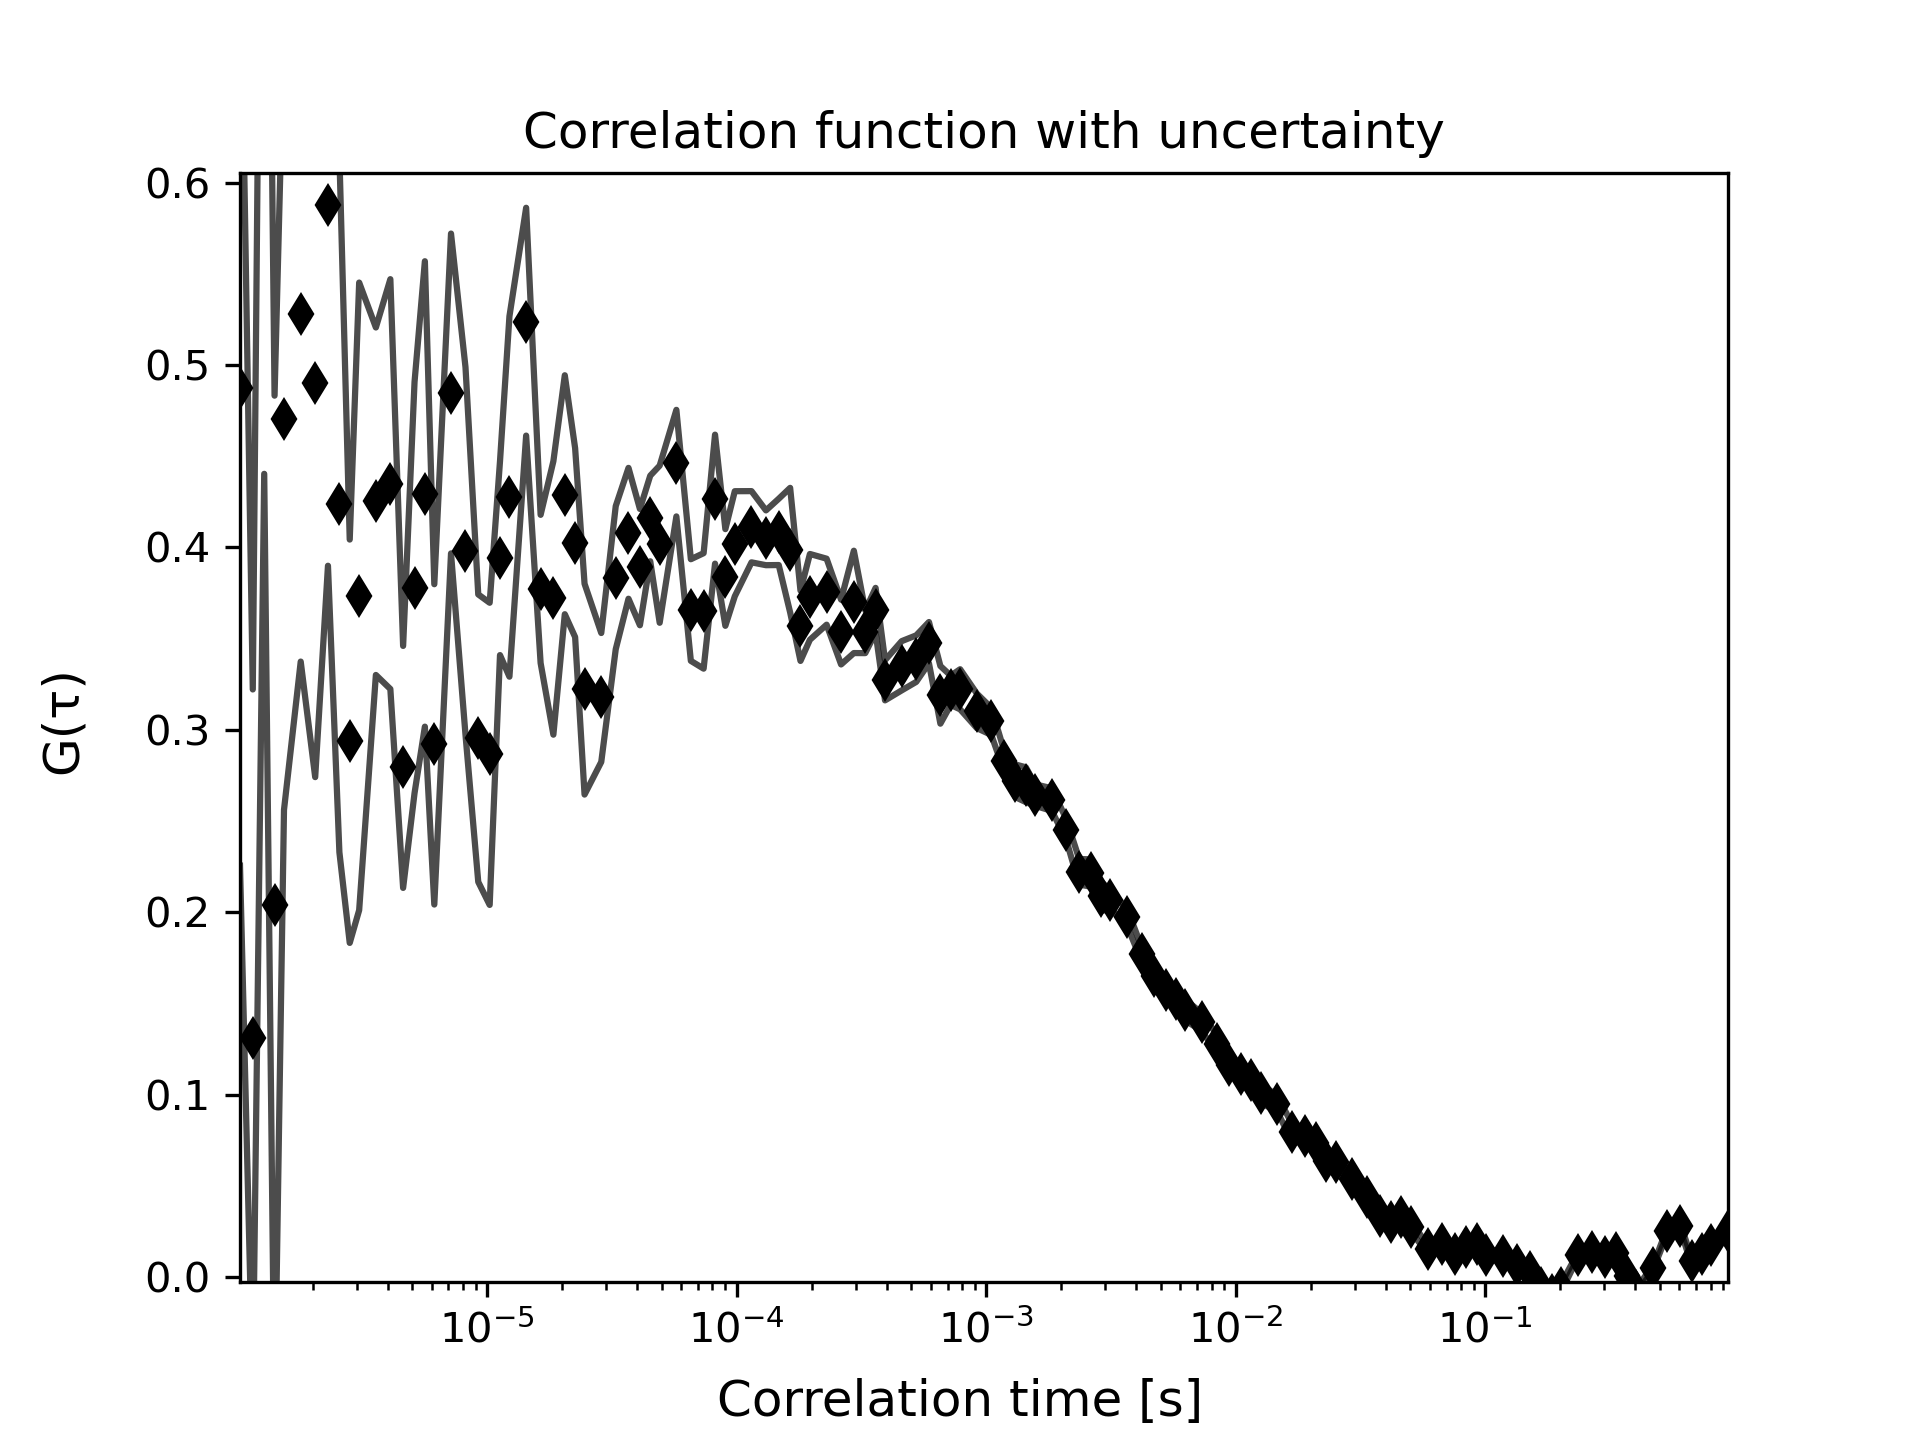 Correlation function with uncertainty
0.6
0.5
0.4
0.3
0.2
0.1
0.0
G(τ)
10⁻⁵ 10⁻⁴ 10⁻³ 10⁻² 10⁻¹
Correlation time [s]